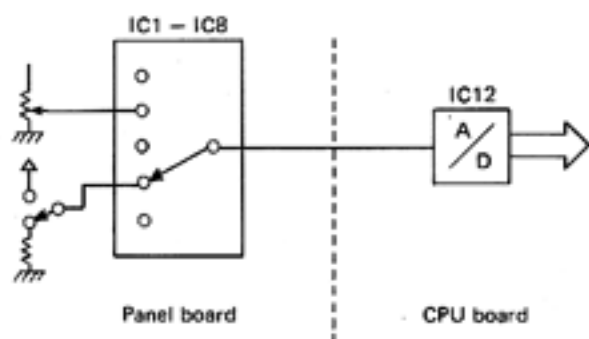 IC1 – IC8
IC12
A
D
Panel board
CPU board